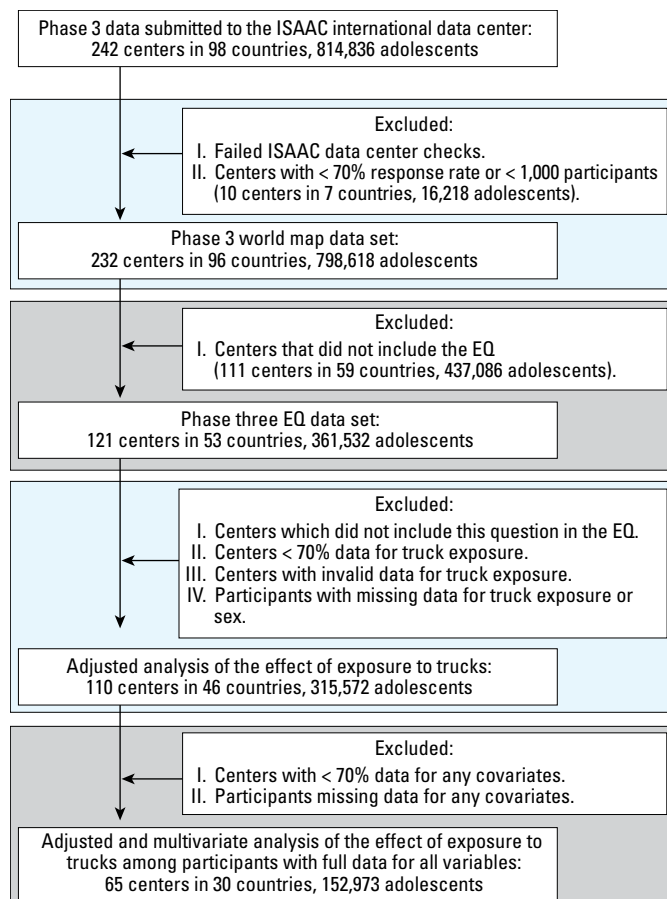 Phase 3 data submitted to the ISAAC international data center:
242 centers in 98 countries, 814,836 adolescents
Excluded:
I. Failed ISAAC data center checks.
II. Centers with < 70% response rate or < 1,000 participants
(10 centers in 7 countries, 16,218 adolescents).
Phase 3 world map data set:
232 centers in 96 countries, 798,618 adolescents
Excluded:
I. Centers that did not include the EQ
(111 centers in 59 countries, 437,086 adolescents).
Phase three EQ data set:
121 centers in 53 countries, 361,532 adolescents
Excluded:
I. Centers which did not include this question in the EQ.
II. Centers < 70% data for truck exposure.
III. Centers with invalid data for truck exposure.
IV. Participants with missing data for truck exposure or
sex.
Adjusted analysis of the effect of exposure to trucks:
110 centers in 46 countries, 315,572 adolescents
Excluded:
I. Centers with < 70% data for any covariates.
II. Participants missing data for any covariates.
Adjusted and multivariate analysis of the effect of exposure to
trucks among participants with full data for all variables:
65 centers in 30 countries, 152,973 adolescents